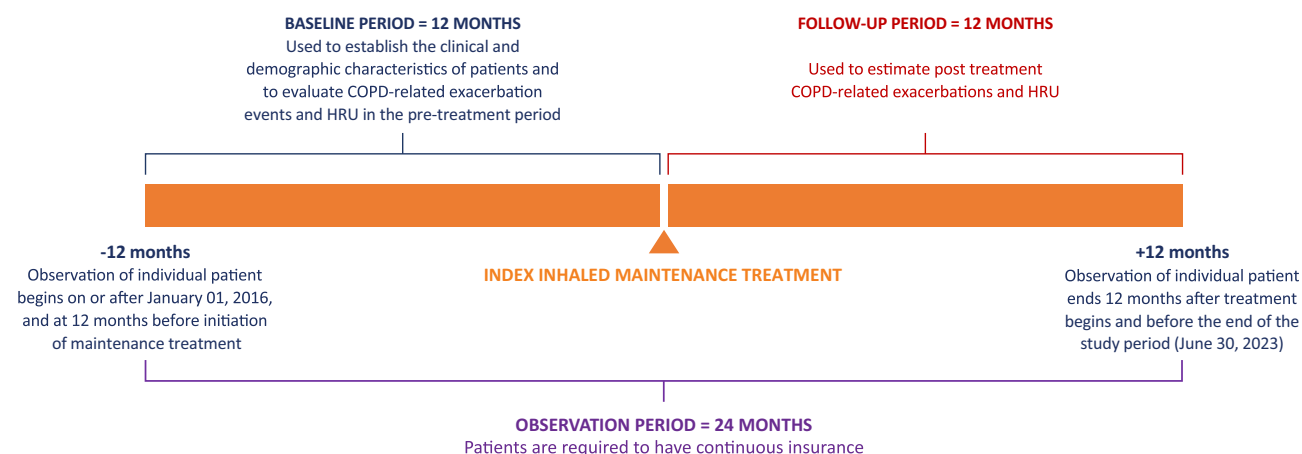 BASELINE PERIOD = 12 MONTHS
Used to establish the clinical and
demographic characteristics of patients and
to evaluate COPD-related exacerbation
events and HRU in the pre-treatment period
FOLLOW-UP PERIOD = 12 MONTHS
Used to estimate post treatment
COPD-related exacerbations and HRU
-12 months
Observation of individual patient
begins on or after January 01, 2016,
and at 12 months before initiation
of maintenance treatment
INDEX INHALED MAINTENANCE TREATMENT
+12 months
Observation of individual patient
ends 12 months after treatment
begins and before the end of the
study period (June 30, 2023)
OBSERVATION PERIOD = 24 MONTHS
Patients are required to have continuous insurance